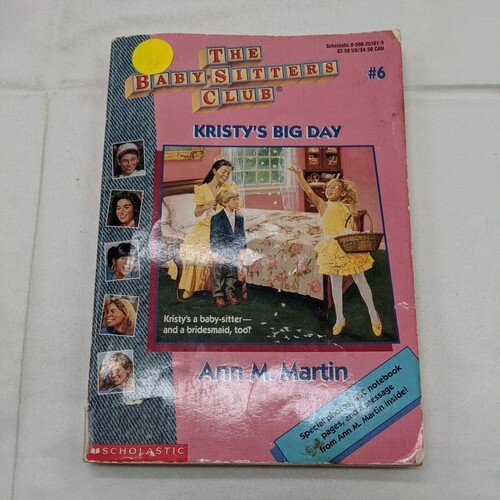 THE
BABY-SITTERS
CLUB®
Scholastic 0-590-25161-9
$3.50 US/$4.50 CAN
#6
KRISTY'S BIG DAY
Kristy's a baby-sitter—
and a bridesmaid, too?
Ann M. Martin
Special notebook
pages, and a message
from Ann M. Martin inside!
SCHOLASTIC